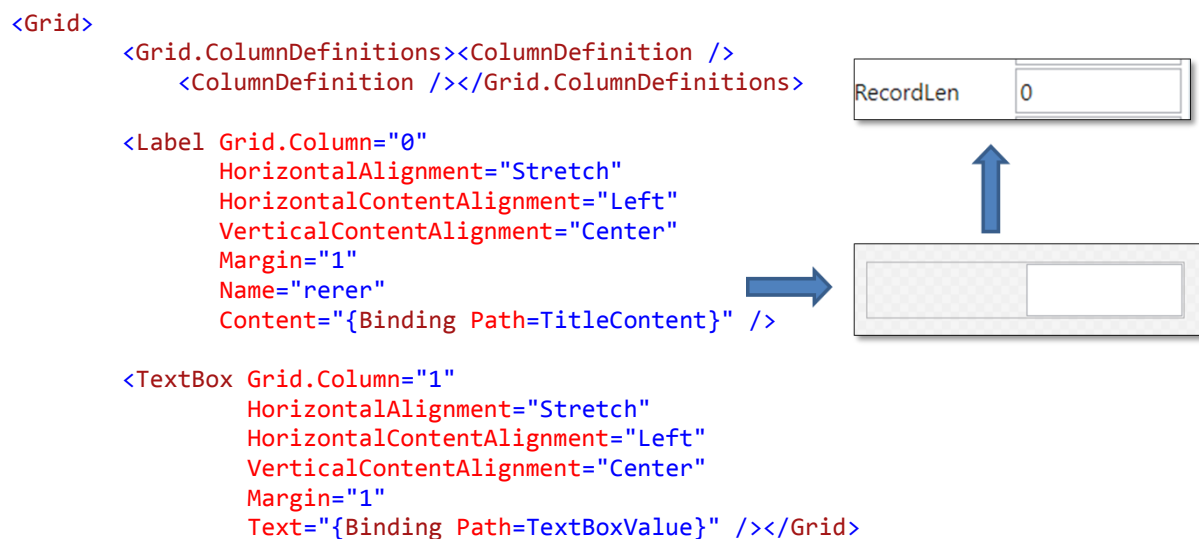 <Grid>
<Grid.ColumnDefinitions><ColumnDefinition />
<ColumnDefinition /></Grid.ColumnDefinitions>
<Label Grid.Column="0"
HorizontalAlignment="Stretch"
HorizontalContentAlignment="Left"
VerticalContentAlignment="Center"
Margin="1"
Name="rerer"
Content="{Binding Path=TitleContent}" />
<TextBox Grid.Column="1"
HorizontalAlignment="Stretch"
HorizontalContentAlignment="Left"
VerticalContentAlignment="Center"
Margin="1"
Text="{Binding Path=TextBoxValue}" /></Grid>
RecordLen 0